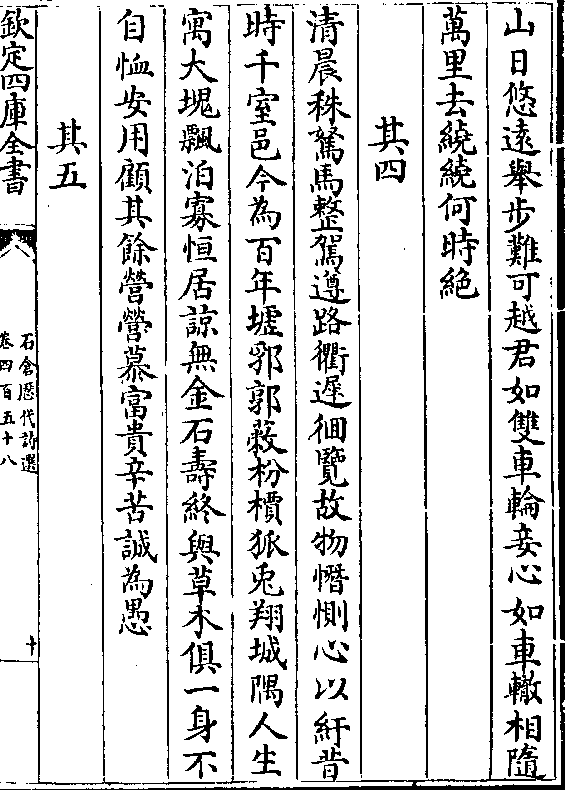 山日悠遠舉步難可越君如雙車輪妾心如車轍相隨
萬里去繞繞何時絶
其四
清晨秣駑馬整駕遵路衢遲徊覽故物憯惻心以紆昔
時千室邑今為百年墟郛郭蔽枌檟狐兎翔城隅人生
寓大塊飄泊寡恒居諒無金石壽終與草木俱一身不
自恤安用顧其餘營營慕富貴辛苦誠為愚
其五
欽定四庫全書
石倉歷代詩選
卷四百五十八
十